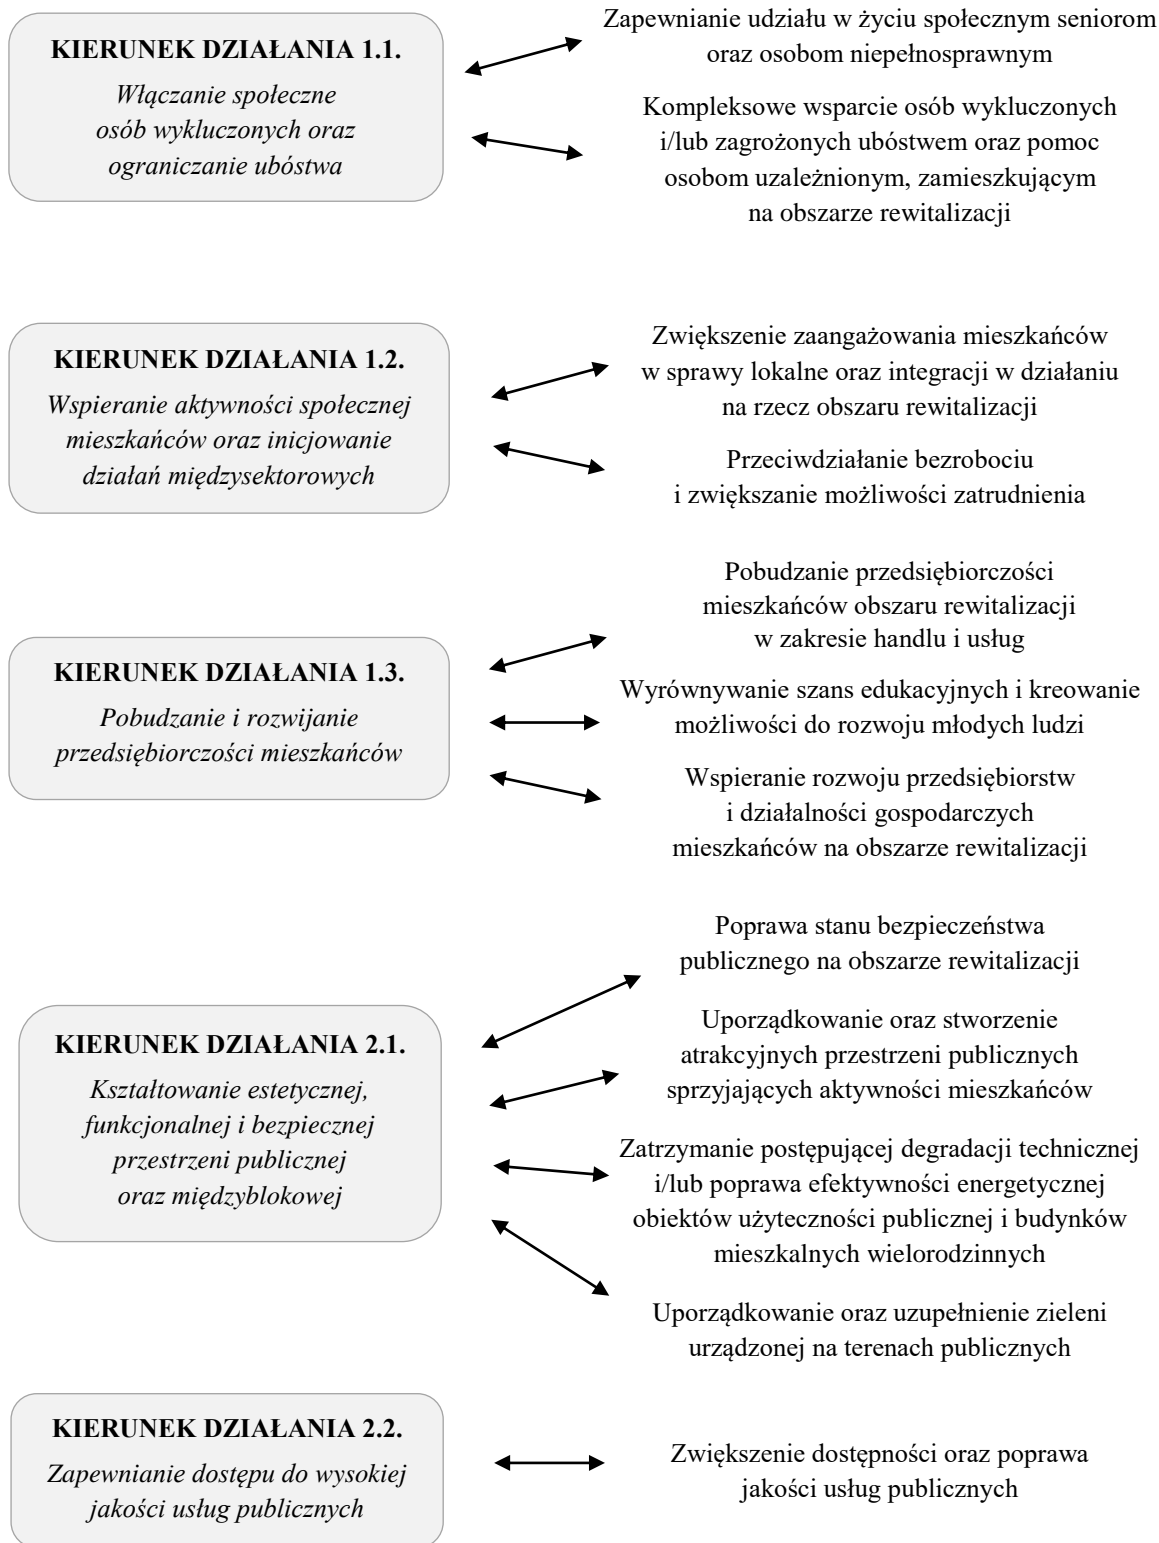 KIERUNEK DZIAŁANIA 1.1.
Włączanie społeczne
osób wykluczonych oraz
ograniczanie ubóstwa
Zapewnianie udziału w życiu społecznym seniorom
oraz osobom niepełnosprawnym
Kompleksowe wsparcie osób wykluczonych
i/lub zagrożonych ubóstwem oraz pomoc
osobom uzależnionym, zamieszkującym
na obszarze rewitalizacji
KIERUNEK DZIAŁANIA 1.2.
Wspieranie aktywności społecznej
mieszkańców oraz inicjowanie
działań międzysektorowych
Zwiększenie zaangażowania mieszkańców
w sprawy lokalne oraz integracji w działaniu
na rzecz obszaru rewitalizacji
Przeciwdziałanie bezrobociu
i zwiększanie możliwości zatrudnienia
KIERUNEK DZIAŁANIA 1.3.
Pobudzanie i rozwijanie
przedsiębiorczości mieszkańców
Pobudzanie przedsiębiorczości
mieszkańców obszaru rewitalizacji
w zakresie handlu i usług
Wyrównywanie szans edukacyjnych i kreowanie
możliwości do rozwoju młodych ludzi
Wspieranie rozwoju przedsiębiorstw
i działalności gospodarczych
mieszkańców na obszarze rewitalizacji
KIERUNEK DZIAŁANIA 2.1.
Kształtowanie estetycznej,
funkcjonalnej i bezpiecznej
przestrzeni publicznej
oraz międzyblokowej
Poprawa stanu bezpieczeństwa
publicznego na obszarze rewitalizacji
Uporządkowanie oraz stworzenie
atrakcyjnych przestrzeni publicznych
sprzyjających aktywności mieszkańców
Zatrzymanie postępującej degradacji technicznej
i/lub poprawa efektywności energetycznej
obiektów użyteczności publicznej i budynków
mieszkalnych wielorodzinnych
Uporządkowanie oraz uzupełnienie zieleni
urządzonej na terenach publicznych
KIERUNEK DZIAŁANIA 2.2.
Zapewnianie dostępu do wysokiej
jakości usług publicznych
Zwiększenie dostępności oraz poprawa
jakości usług publicznych